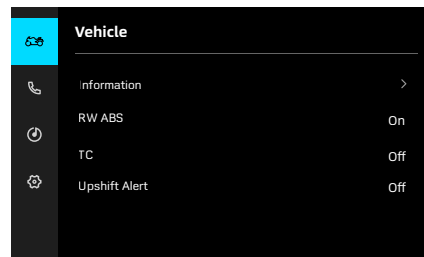 Vehicle
Information
RW ABS On
TC Off
Upshift Alert Off